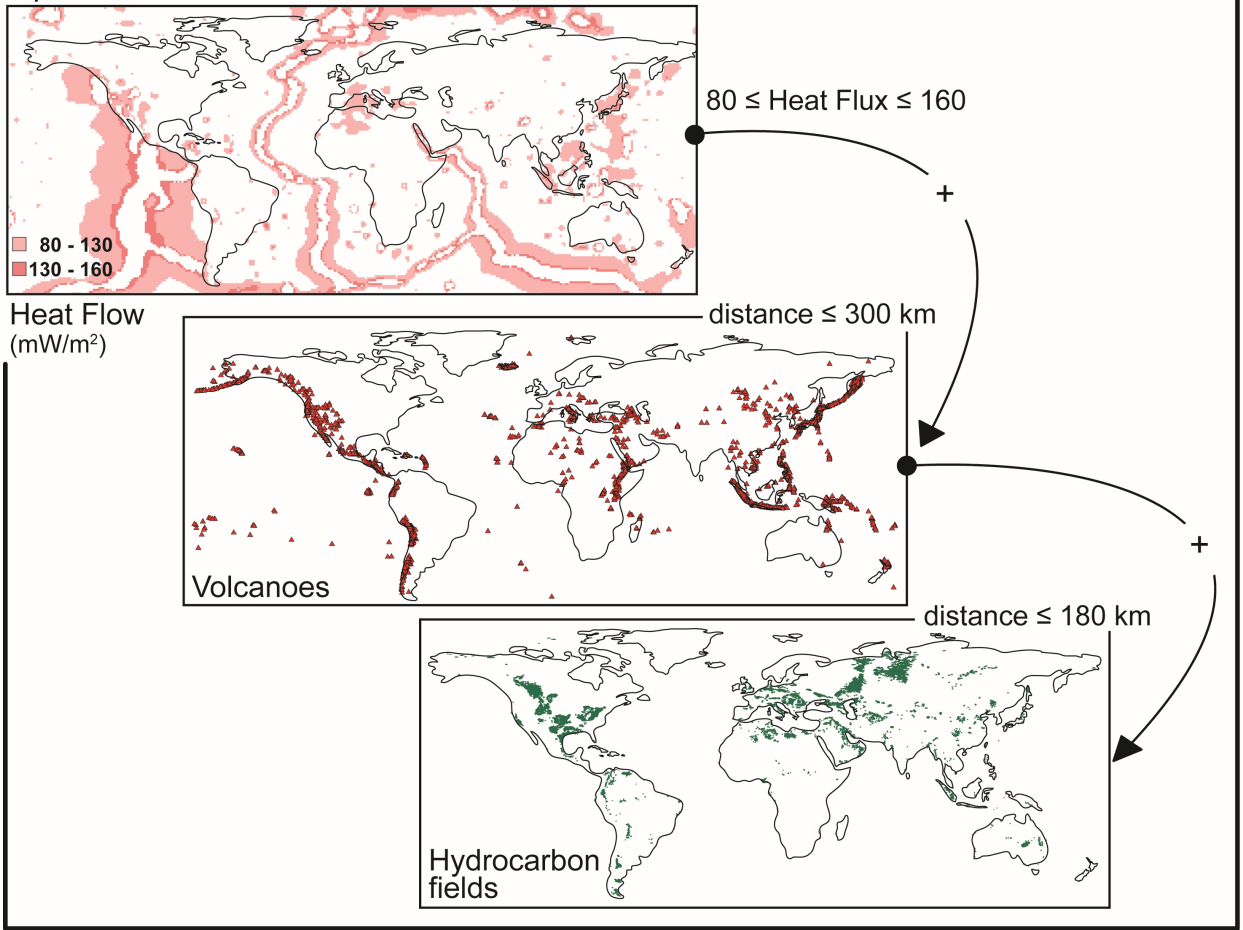 80 ≤ Heat Flux ≤ 160
+
80 - 130
130 - 160
Heat Flow
(mW/m²)
distance ≤ 300 km
+
Volcanoes
distance ≤ 180 km
Hydrocarbon
fields